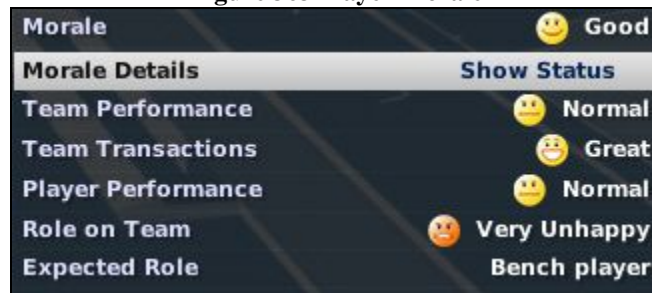 Morale Good
Morale Details Show Status
Team Performance Normal
Team Transactions Great
Player Performance Normal
Role on Team Very Unhappy
Expected Role Bench player